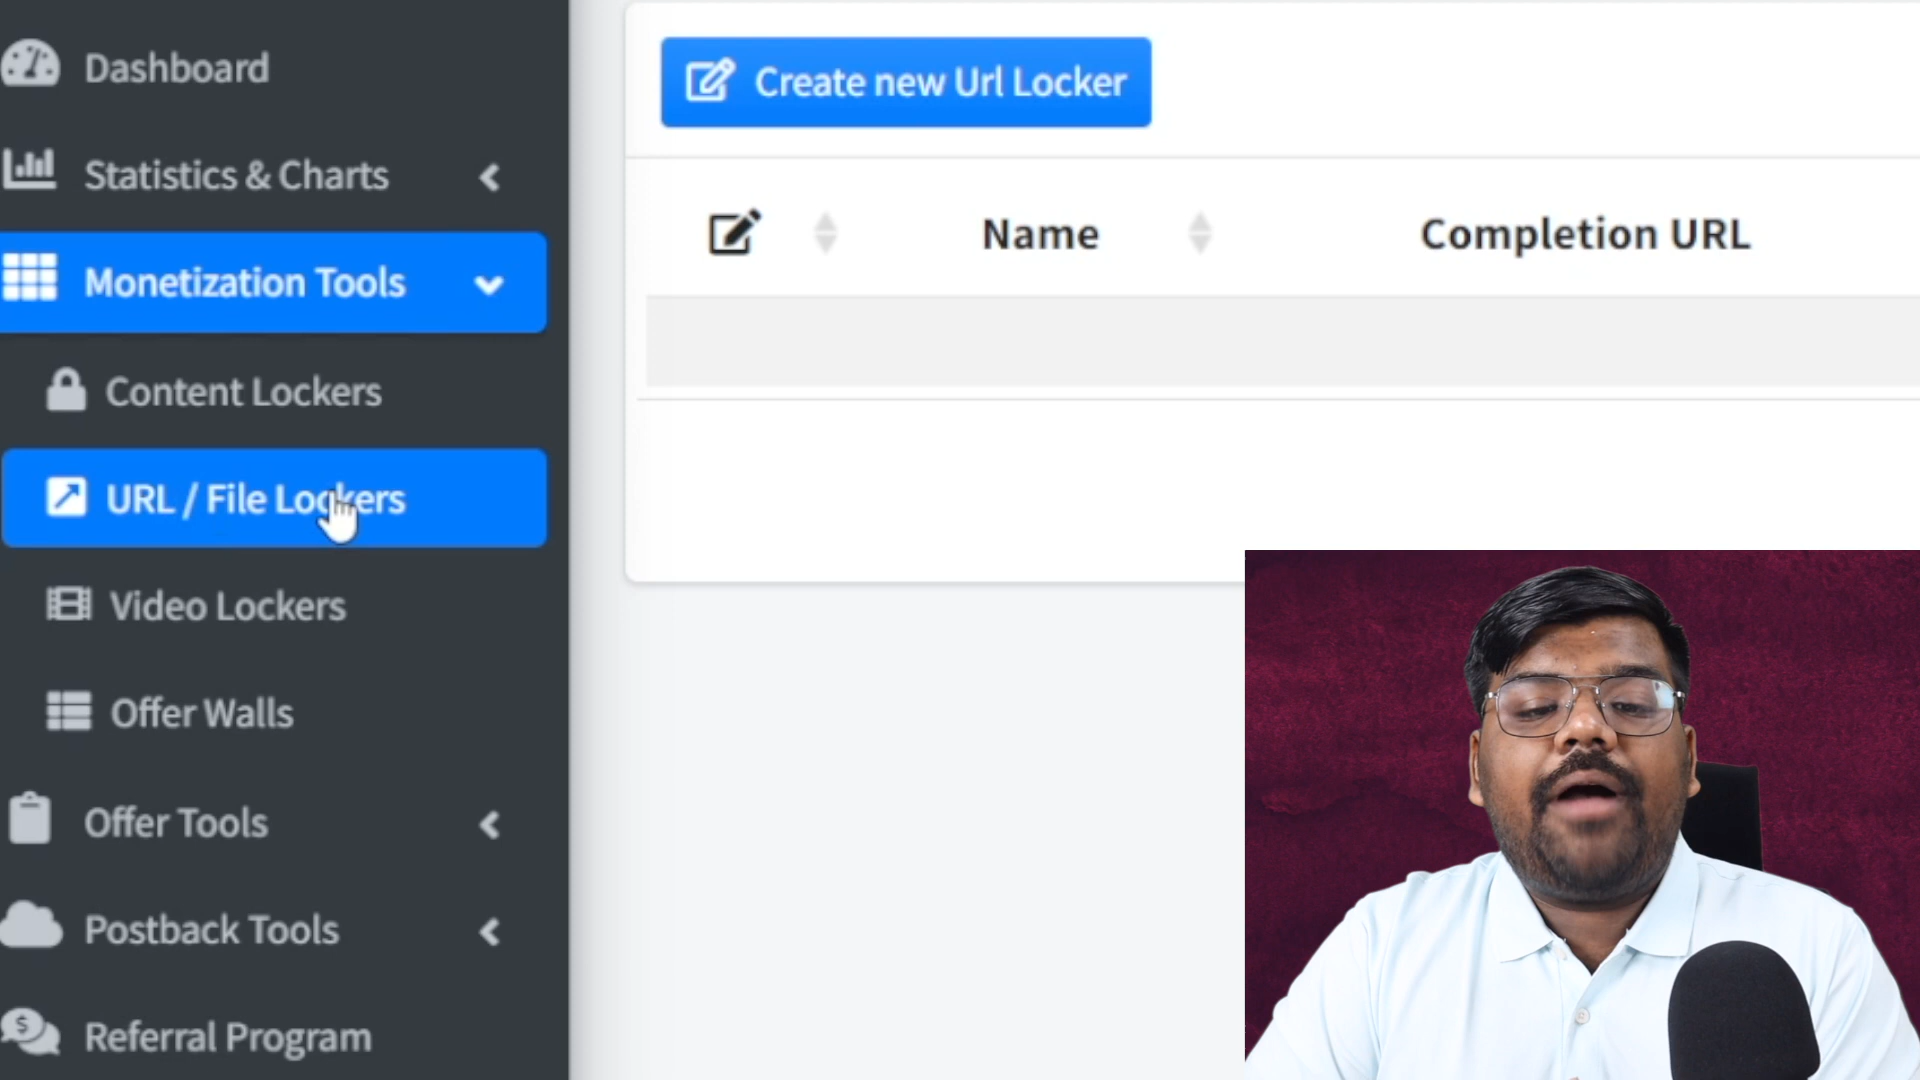 Dashboard
Statistics & Charts
Monetization Tools
Content Lockers
URL / File Lockers
Video Lockers
Offer Walls
Offer Tools
Postback Tools
Referral Program
Create new Url Locker
Name
Completion URL